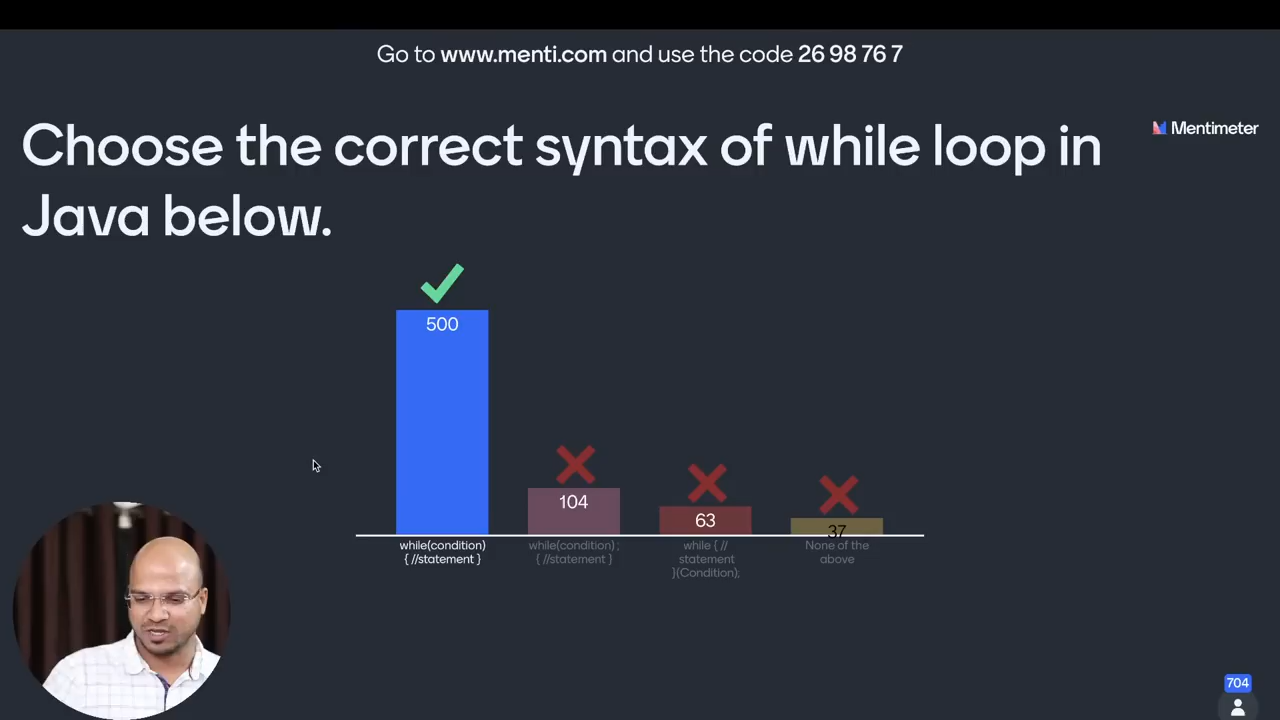 Go to www.menti.com and use the code 26 98 76 7
Mentimeter
Choose the correct syntax of while loop in
Java below.
500
104
63
37
while(condition)
{ //statement }
while(condition) ;
{ //statement }
while { //
statement
}(Condition);
None of the
above
704